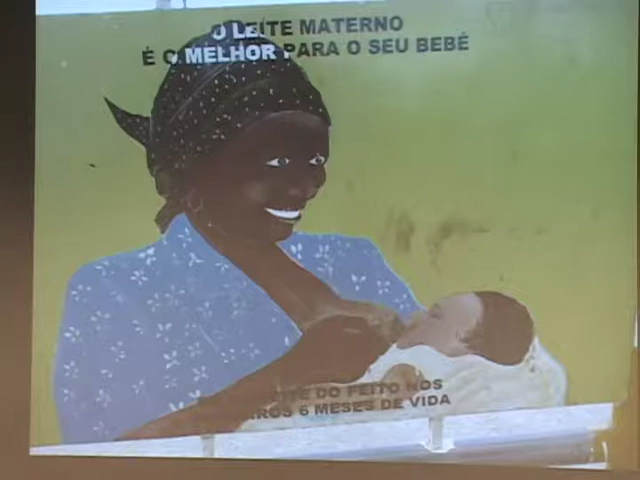 O LEITE MATERNO
É O MELHOR PARA O SEU BEBÉ
DO PEITO NOS
6 MESES DE VIDA